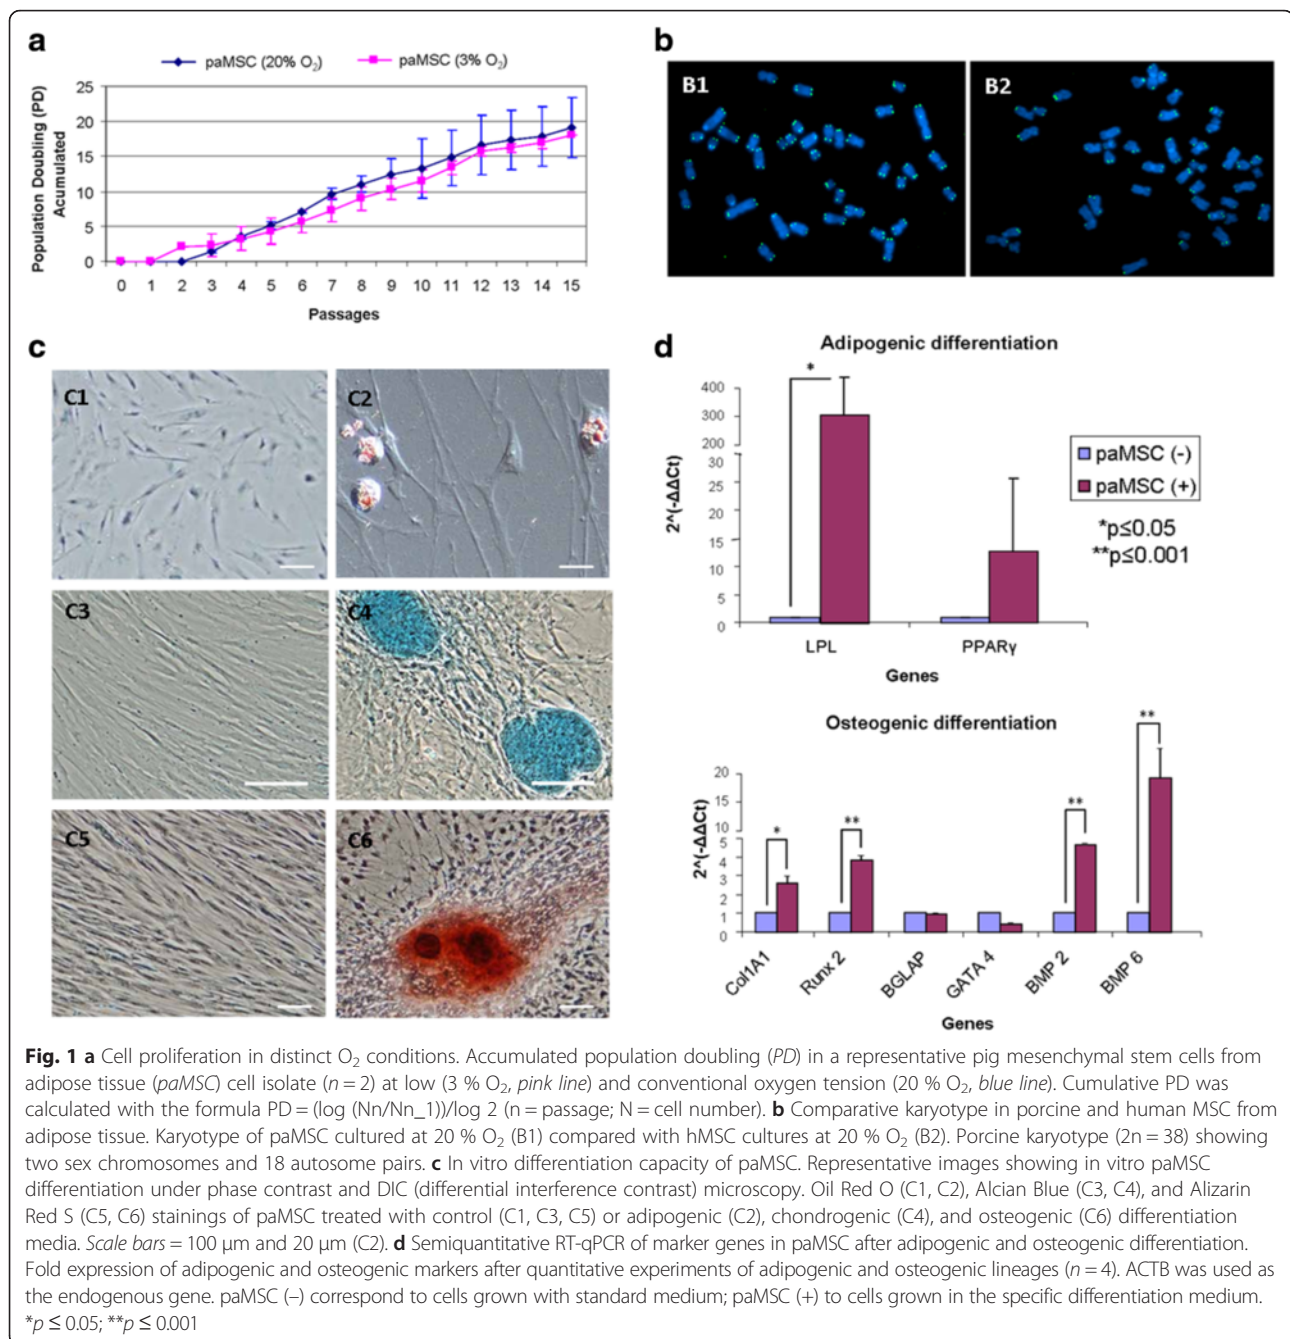 a
paMSC (20% O₂)
paMSC (3% O₂)
25
20
15
10
5
0
Population Doubling (PD)
Acumulated
0 1 2 3 4 5 6 7 8 9 10 11 12 13 14 15
Passages
b
B1
B2
c
C1
C2
C3
C4
C5
C6
d
Adipogenic differentiation
400
300
200
30
25
20
15
10
5
0
2^(-ΔΔCt)
*
LPL
PPARγ
Genes
paMSC (-)
paMSC (+)
*p≤0.05
**p≤0.001
Osteogenic differentiation
20
15
10
5
4
3
2
1
0
2^(-ΔΔCt)
*
**
**
**
Col1A1
Runx 2
BGLAP
GATA 4
BMP 2
BMP 6
Genes
Fig. 1 a Cell proliferation in distinct O₂ conditions. Accumulated population doubling (PD) in a representative pig mesenchymal stem cells from
adipose tissue (paMSC) cell isolate (n = 2) at low (3 % O₂, pink line) and conventional oxygen tension (20 % O₂, blue line). Cumulative PD was
calculated with the formula PD = (log (Nn/Nn_1))/log 2 (n = passage; N = cell number). b Comparative karyotype in porcine and human MSC from
adipose tissue. Karyotype of paMSC cultured at 20 % O₂ (B1) compared with hMSC cultures at 20 % O₂ (B2). Porcine karyotype (2n = 38) showing
two sex chromosomes and 18 autosome pairs. c In vitro differentiation capacity of paMSC. Representative images showing in vitro paMSC
differentiation under phase contrast and DIC (differential interference contrast) microscopy. Oil Red O (C1, C2), Alcian Blue (C3, C4), and Alizarin
Red S (C5, C6) stainings of paMSC treated with control (C1, C3, C5) or adipogenic (C2), chondrogenic (C4), and osteogenic (C6) differentiation
media. Scale bars = 100 μm and 20 μm (C2). d Semiquantitative RT-qPCR of marker genes in paMSC after adipogenic and osteogenic differentiation.
Fold expression of adipogenic and osteogenic markers after quantitative experiments of adipogenic and osteogenic lineages (n = 4). ACTB was used as
the endogenous gene. paMSC (–) correspond to cells grown with standard medium; paMSC (+) to cells grown in the specific differentiation medium.
*p ≤ 0.05; **p ≤ 0.001